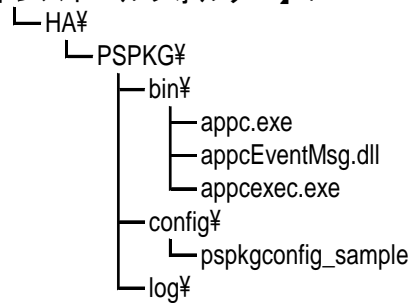 HA¥
PSPKG¥
bin¥
appc.exe
appcEventMsg.dll
appcexec.exe
config¥
pspkgconfig_sample
log¥